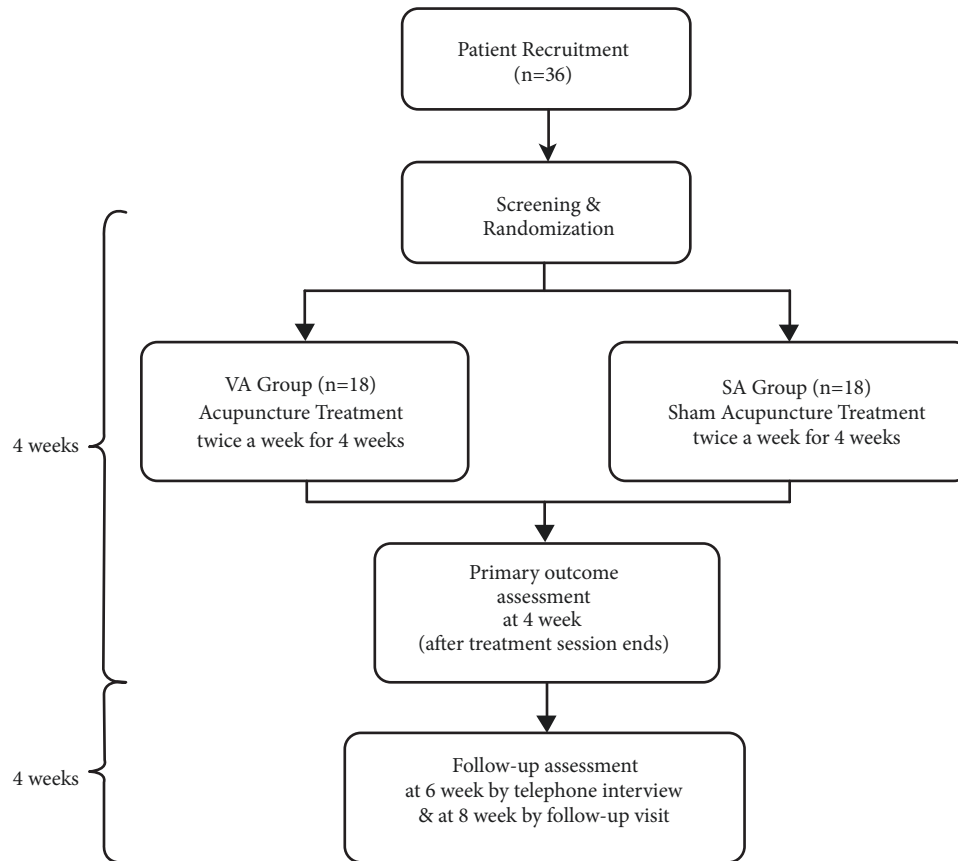 Patient Recruitment
(n=36)
Screening &
Randomization
VA Group (n=18)
Acupuncture Treatment
twice a week for 4 weeks
SA Group (n=18)
Sham Acupuncture Treatment
twice a week for 4 weeks
4 weeks
Primary outcome
assessment
at 4 week
(after treatment session ends)
4 weeks
Follow-up assessment
at 6 week by telephone interview
& at 8 week by follow-up visit